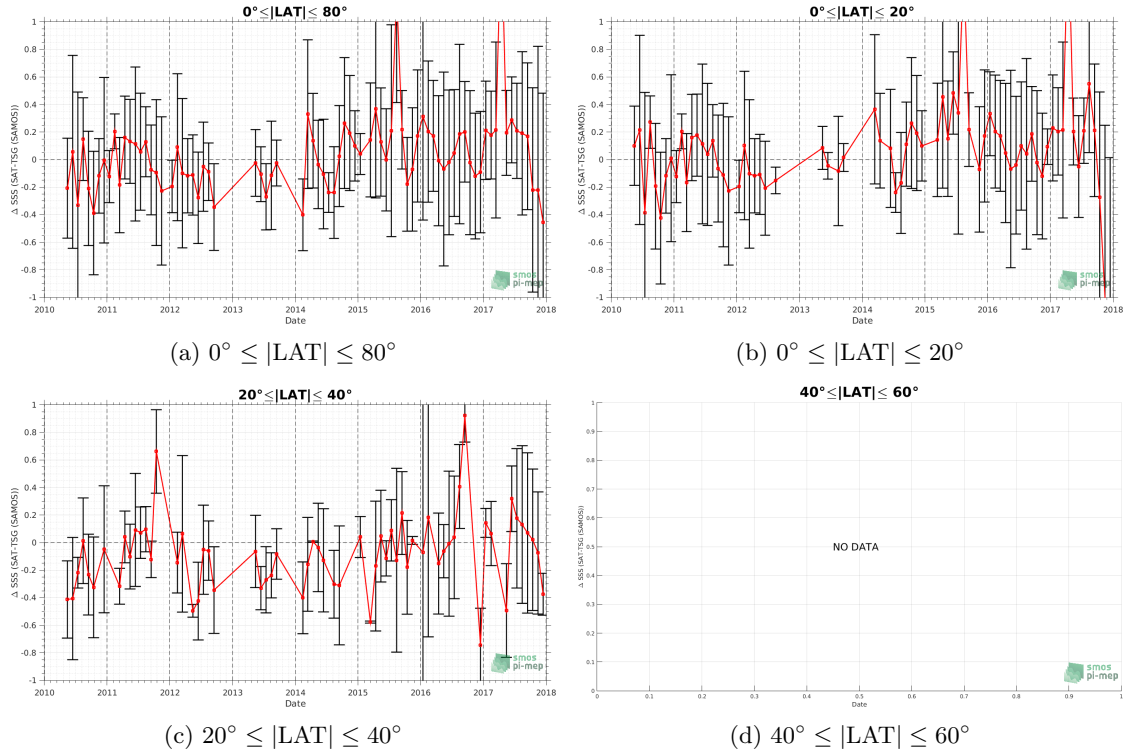 0°≤|LAT|≤ 80°
Δ SSS (SAT-TSG (SAMOS))
1
0.8
0.6
0.4
0.2
0
-0.2
-0.4
-0.6
-0.8
-1
2010 2011 2012 2013 2014 2015 2016 2017 2018
Date
smos
pi-mep
(a) 0° ≤ |LAT| ≤ 80°
0°≤|LAT|≤ 20°
Δ SSS (SAT-TSG (SAMOS))
1
0.8
0.6
0.4
0.2
0
-0.2
-0.4
-0.6
-0.8
-1
2010 2011 2012 2013 2014 2015 2016 2017 2018
Date
smos
pi-mep
(b) 0° ≤ |LAT| ≤ 20°
20°≤|LAT|≤ 40°
Δ SSS (SAT-TSG (SAMOS))
1
0.8
0.6
0.4
0.2
0
-0.2
-0.4
-0.6
-0.8
-1
2010 2011 2012 2013 2014 2015 2016 2017 2018
Date
smos
pi-mep
(c) 20° ≤ |LAT| ≤ 40°
40°≤|LAT|≤ 60°
Δ SSS (SAT-TSG (SAMOS))
1
0.9
0.8
0.7
0.6
0.5
0.4
0.3
0.2
0.1
0
NO DATA
0 0.1 0.2 0.3 0.4 0.5 0.6 0.7 0.8 0.9 1
Date
smos
pi-mep
(d) 40° ≤ |LAT| ≤ 60°